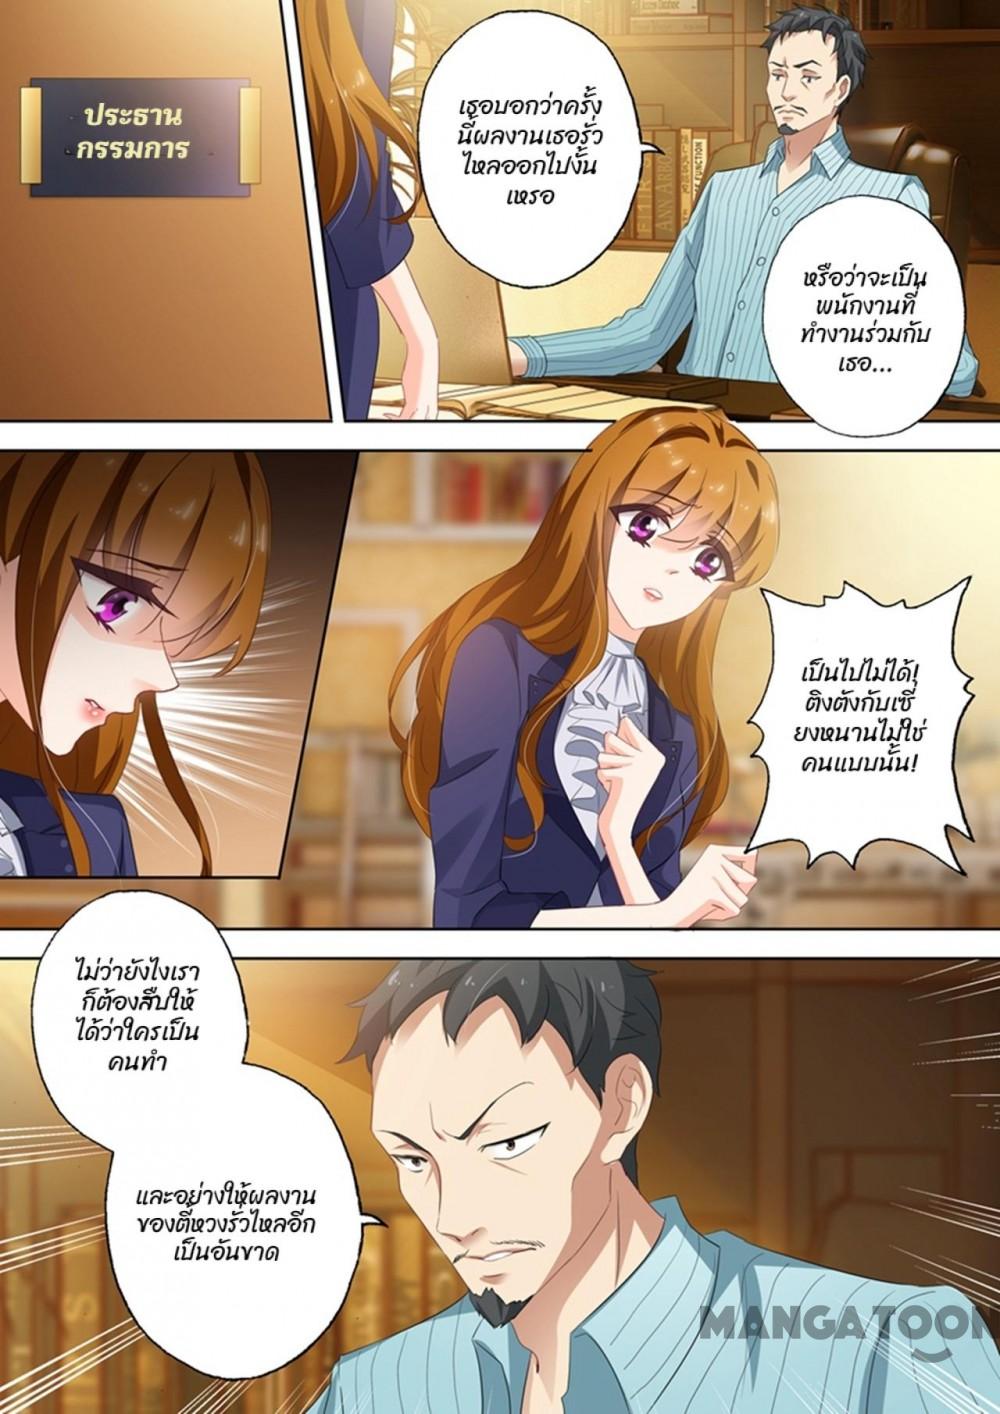 ประธาน
กรรมการ
เธอบอกว่าครั้ง
นี้ผลงานเธอรั่ว
ไหลออกไปงั้น
เหรอ
หรือว่าจะเป็น
พนักงานที่
ทำงานร่วมกับ
เธอ...
ANN ARBO
FUNCTION
เป็นไปไม่ได้!
ติงตังกับเซี่
ยงหนานไม่ใช่
คนแบบนั้น!
ไม่ว่ายังไงเรา
ก็ต้องสืบให้
ได้ว่าใครเป็น
คนทำ
และอย่างให้ผลงาน
ของตี้หวงรั่วไหลอีก
เป็นอันขาด
MANGATOON